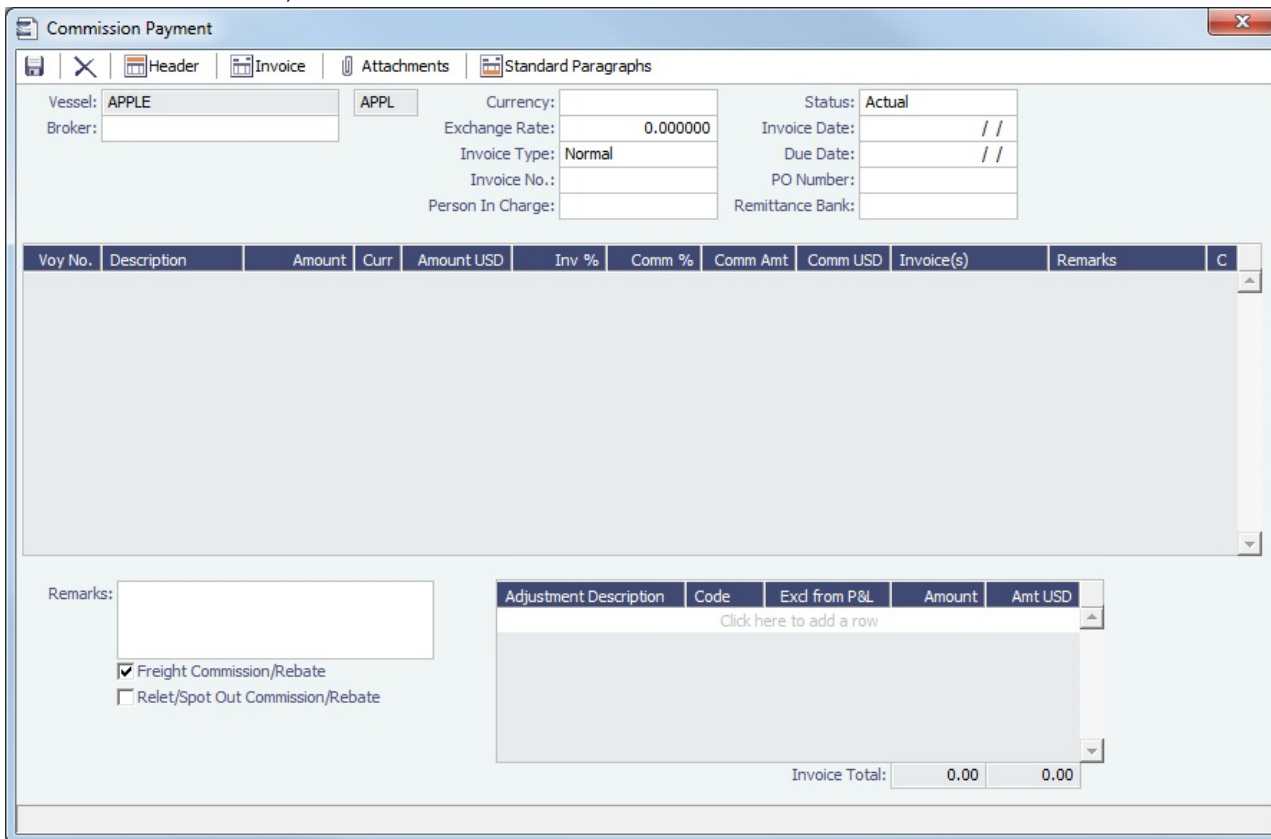 Commission Payment
Header Invoice Attachments Standard Paragraphs
Vessel: APPLE APPL Currency: Status: Actual
Broker: Exchange Rate: 0.000000 Invoice Date: / /
Invoice Type: Normal Due Date: / /
Invoice No.: PO Number:
Person In Charge: Remittance Bank:
Voy No. Description Amount Curr Amount USD Inv % Comm % Comm Amt Comm USD Invoice(s) Remarks C
Remarks:
Adjustment Description Code Excl from P&L Amount Amt USD
Click here to add a row
Freight Commission/Rebate
Relet/Spot Out Commission/Rebate
Invoice Total: 0.00 0.00